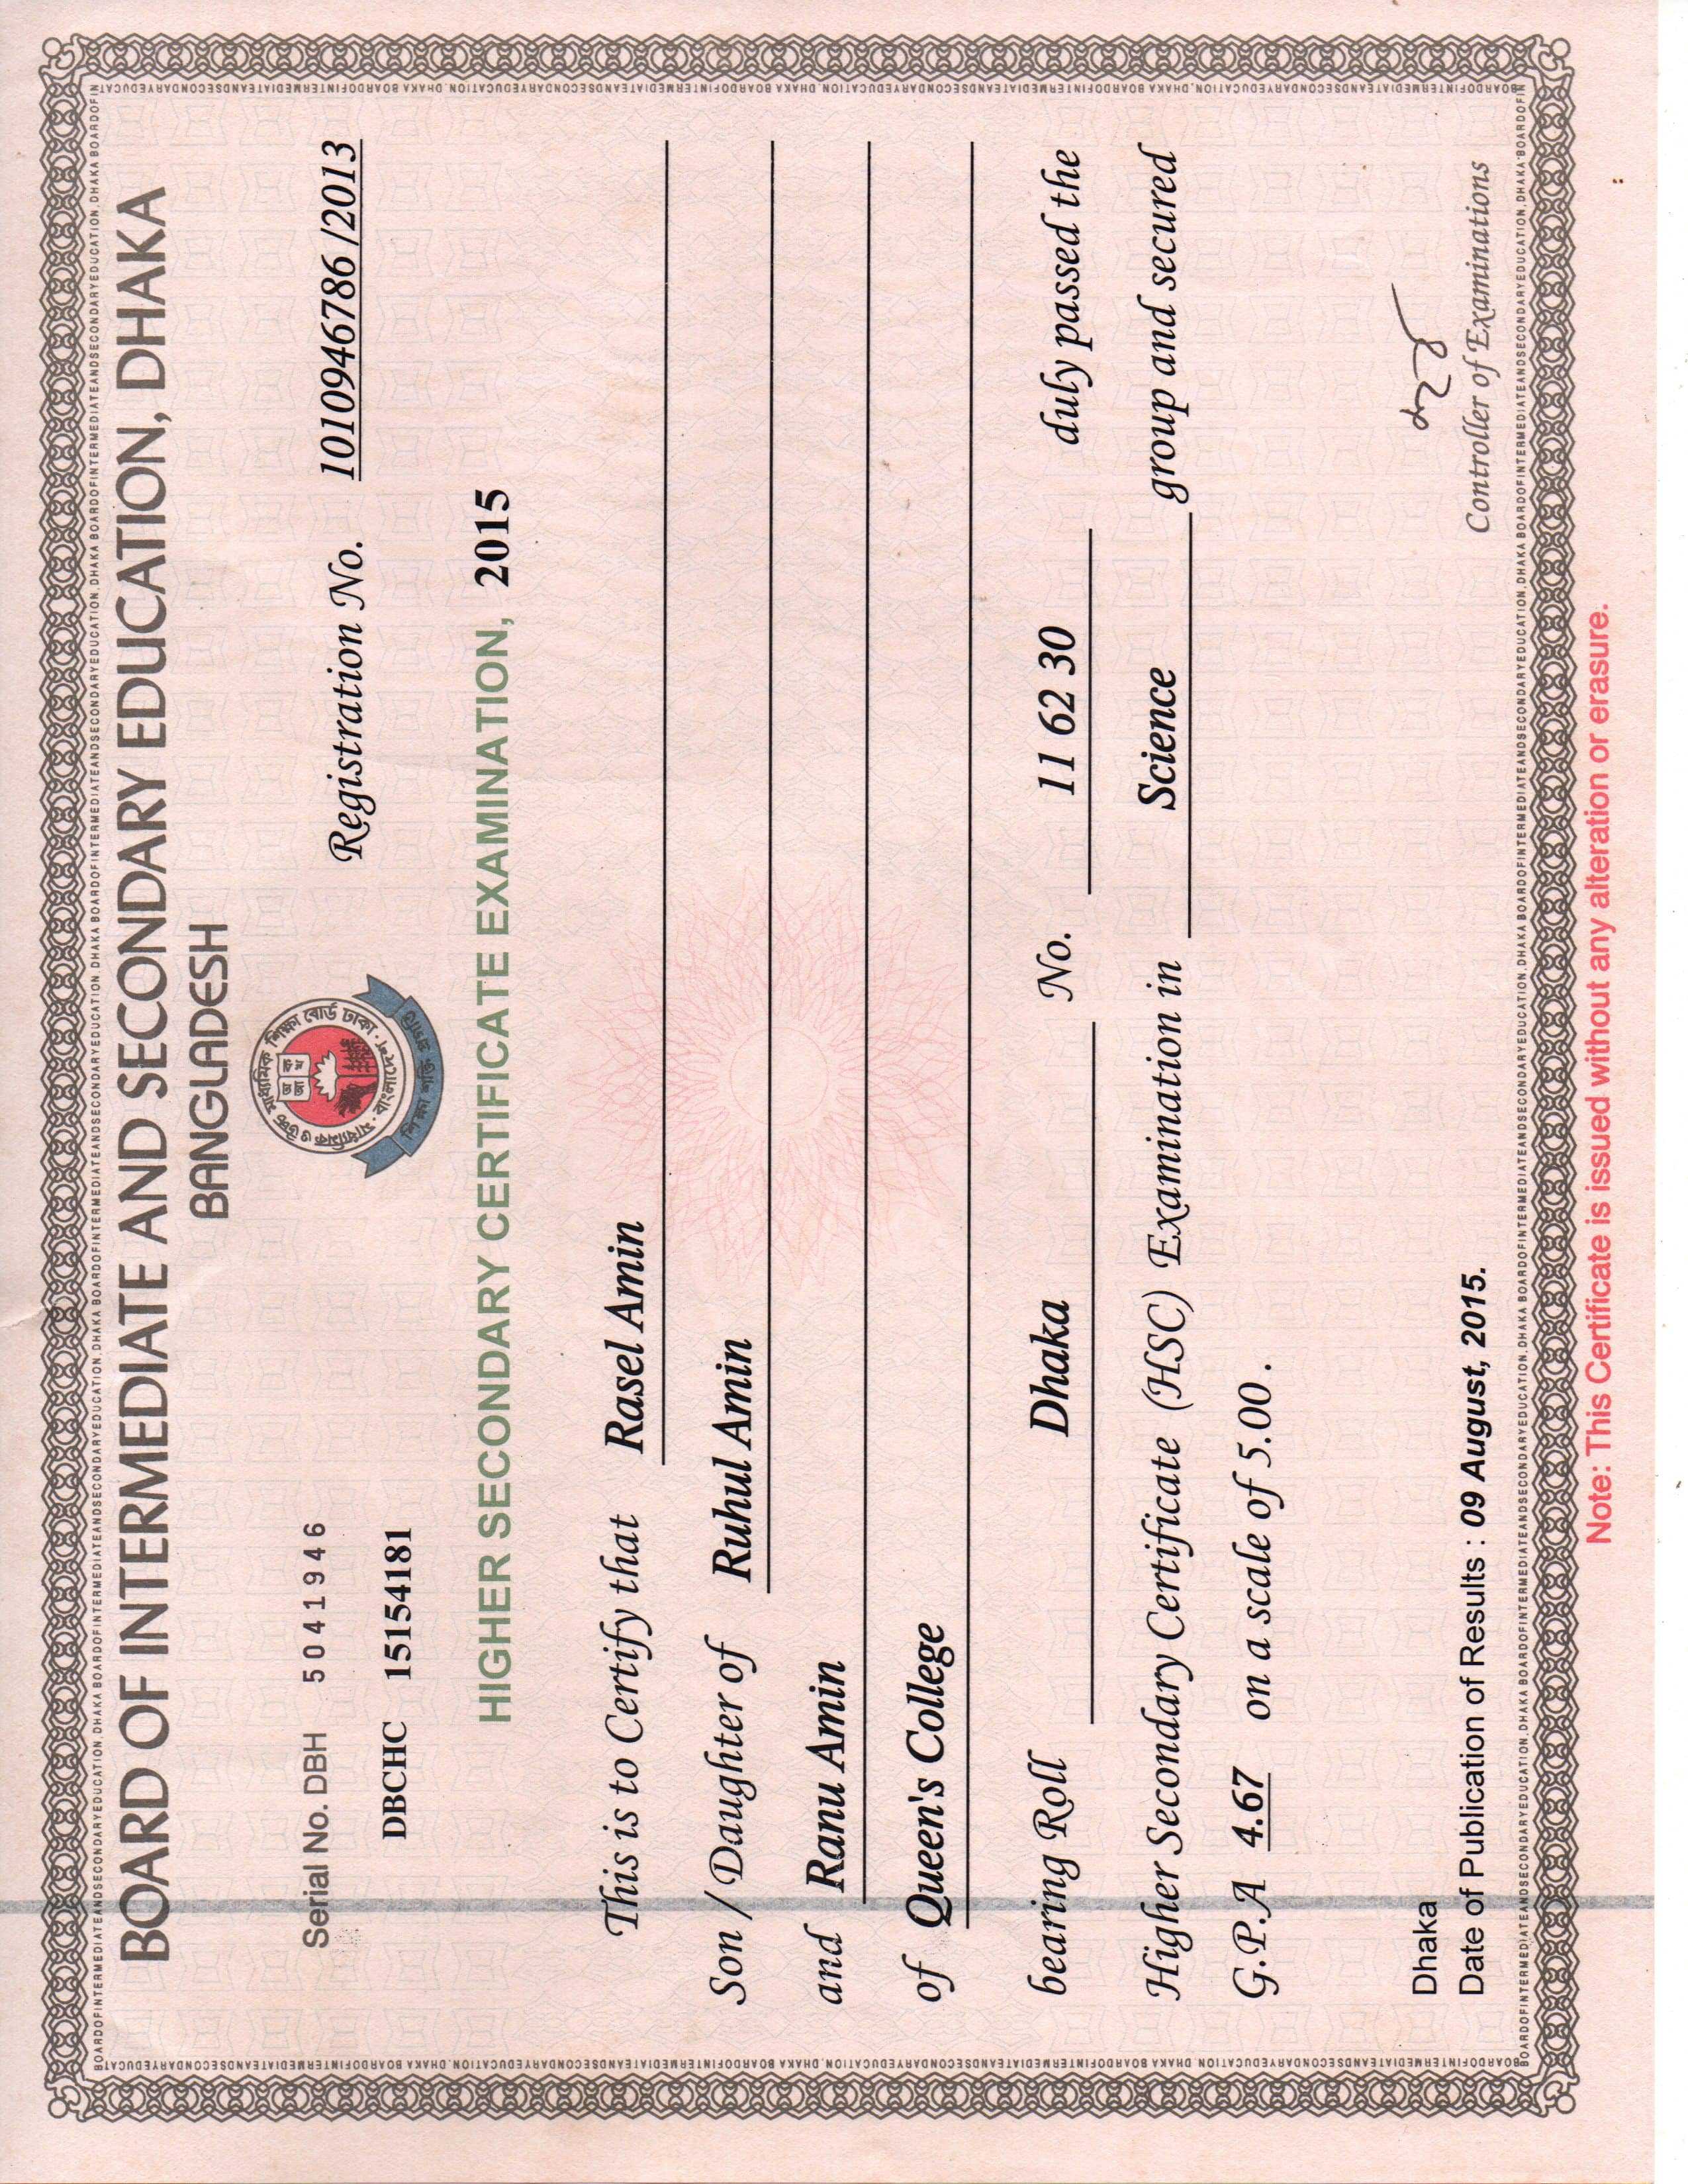 BOARD OF INTERMEDIATE AND SECONDARY EDUCATION, DHAKA
BANGLADESH
মাধ্যমিক ও উচ্চ মাধ্যমিক শিক্ষা বোর্ড ঢাকা · বাংলাদেশ ·
অ ক
আ খ
শিক্ষা শান্তি প্রগতি
Serial No. DBH 5041946
Registration No. 1010946786 /2013
DBCHC 15154181
HIGHER SECONDARY CERTIFICATE EXAMINATION, 2015
This is to Certify that Rasel Amin
Son / Daughter of Ruhul Amin
and Ranu Amin
of Queen's College
bearing Roll Dhaka No. 11 62 30 duly passed the
Higher Secondary Certificate (HSC) Examination in Science group and secured
G.P.A 4.67 on a scale of 5.00 .
Dhaka
Date of Publication of Results : 09 August, 2015.
Controller of Examinations
Note: This Certificate is issued without any alteration or erasure.